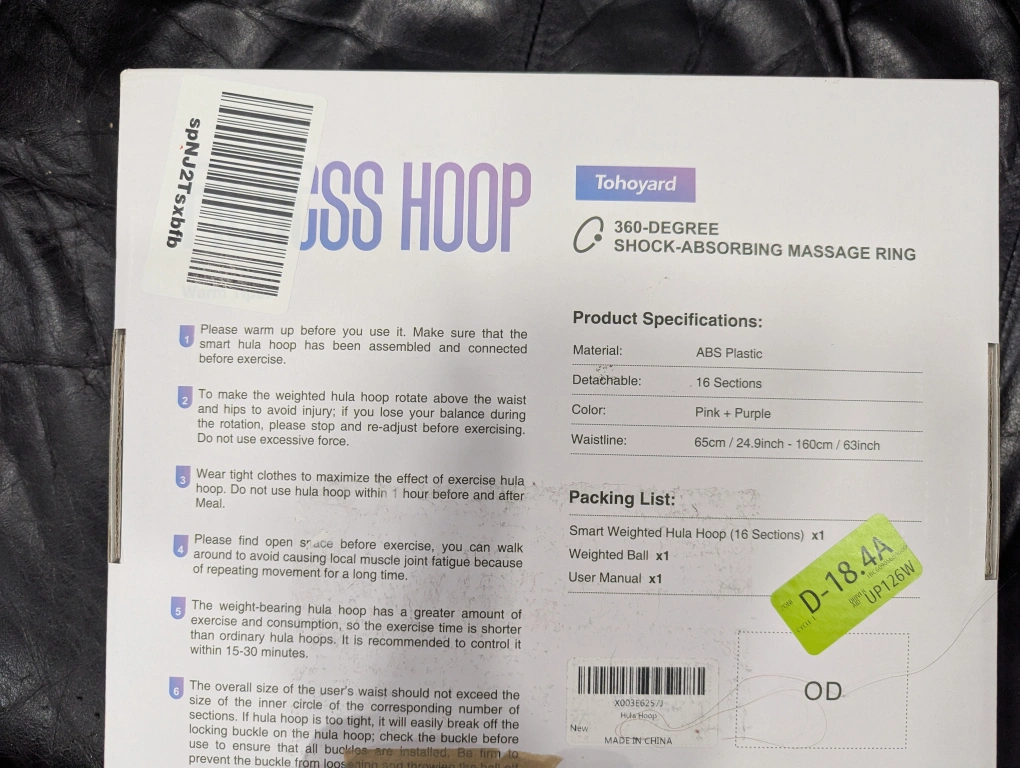 spNJ2Tsxbfb
SS HOOP
Tohoyard
360-DEGREE
SHOCK-ABSORBING MASSAGE RING
1
Please warm up before you use it. Make sure that the
smart hula hoop has been assembled and connected
before exercise.
2
To make the weighted hula hoop rotate above the waist
and hips to avoid injury; if you lose your balance during
the rotation, please stop and re-adjust before exercising.
Do not use excessive force.
3
Wear tight clothes to maximize the effect of exercise hula
hoop. Do not use hula hoop within 1 hour before and after
Meal.
4
Please find open space before exercise, you can walk
around to avoid causing local muscle joint fatigue because
of repeating movement for a long time.
5
The weight-bearing hula hoop has a greater amount of
exercise and consumption, so the exercise time is shorter
than ordinary hula hoops. It is recommended to control it
within 15-30 minutes.
6
The overall size of the user's waist should not exceed the
size of the inner circle of the corresponding number of
sections. If hula hoop is too tight, it will easily break off the
locking buckle on the hula hoop; check the buckle before
use to ensure that all buckles are installed. Be firm to
prevent the buckle from loosening and throwing the ball off
Product Specifications:
Material: ABS Plastic
Detachable: 16 Sections
Color: Pink + Purple
Waistline: 65cm / 24.9inch - 160cm / 63inch
Packing List:
Smart Weighted Hula Hoop (16 Sections) x1
Weighted Ball x1
User Manual x1
D-18.4A
UP126W
Hula Hoop
New
MADE IN CHINA
OD